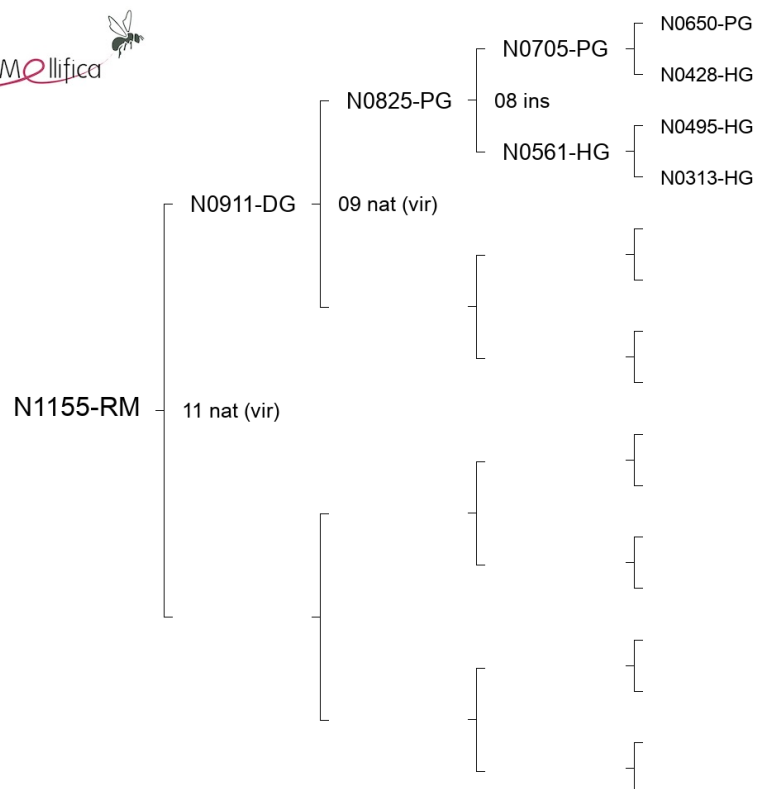 Mellifica
N0650-PG
N0705-PG
N0428-HG
N0825-PG
08 ins
N0495-HG
N0561-HG
N0313-HG
N0911-DG
09 nat (vir)
N1155-RM
11 nat (vir)